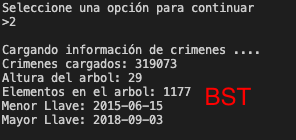 Seleccione una opción para continuar
>2
Cargando información de crimenes ....
Crimenes cargados: 319073
Altura del arbol: 29
Elementos en el arbol: 1177
BST
Menor Llave: 2015-06-15
Mayor Llave: 2018-09-03